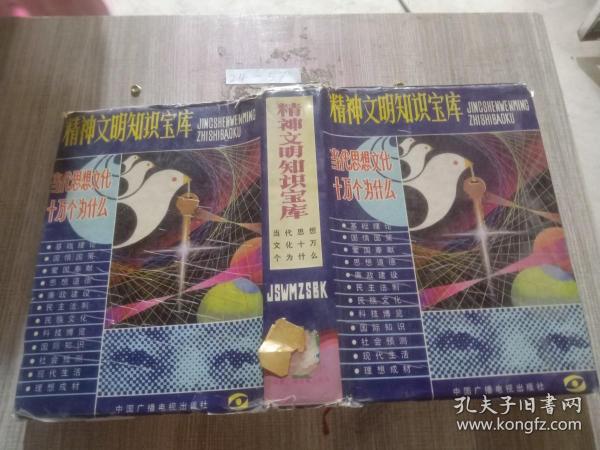 24-57
精神文明知识宝库
JINGSHENWENMING
ZHISHIBAOKU
当代思想文化
十万个为什么
基础理论
国情国策
爱国奉献
思想道德
廉政建设
民主法制
民族文化
科技博览
国际知识
社会预测
现代生活
理想成材
中国广播电视出版社
精神文明知识宝库
当代思想
文化十万
个为什么
JSWMZSBK
精神文明知识宝库
JINGSHENWENMING
ZHISHIBAOKU
当代思想文化
十万个为什么
基础理论
国情国策
爱国奉献
思想道德
廉政建设
民主法制
民族文化
科技博览
国际知识
社会预测
现代生活
理想成材
中国广播电视出版社
孔夫子旧书网
www.kongfz.com